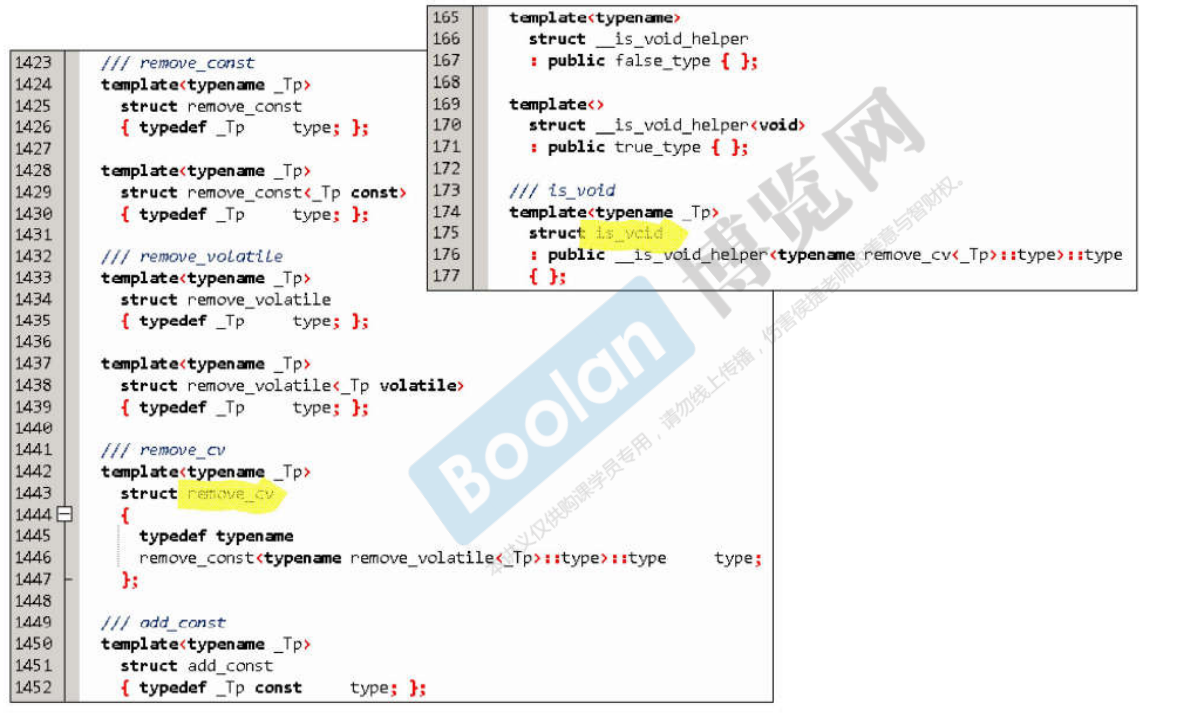 1423 /// remove_const
1424 template<typename _Tp>
1425 struct remove_const
1426 { typedef _Tp type; };
1427
1428 template<typename _Tp>
1429 struct remove_const<_Tp const>
1430 { typedef _Tp type; };
1431
1432 /// remove_volatile
1433 template<typename _Tp>
1434 struct remove_volatile
1435 { typedef _Tp type; };
1436
1437 template<typename _Tp>
1438 struct remove_volatile<_Tp volatile>
1439 { typedef _Tp type; };
1440
1441 /// remove_cv
1442 template<typename _Tp>
1443 struct remove_cv
1444 {
1445 typedef typename
1446 remove_const<typename remove_volatile<_Tp>::type>::type type;
1447 };
1448
1449 /// add_const
1450 template<typename _Tp>
1451 struct add_const
1452 { typedef _Tp const type; };
165 template<typename>
166 struct __is_void_helper
167 : public false_type { };
168
169 template<>
170 struct __is_void_helper<void>
171 : public true_type { };
172
173 /// is_void
174 template<typename _Tp>
175 struct is_void
176 : public __is_void_helper<typename remove_cv<_Tp>::type>::type
177 { };
Boolan 博览网
本讲义仅供购课学员专用，请勿线上传播，伤害侯捷老师的善意与智财权。